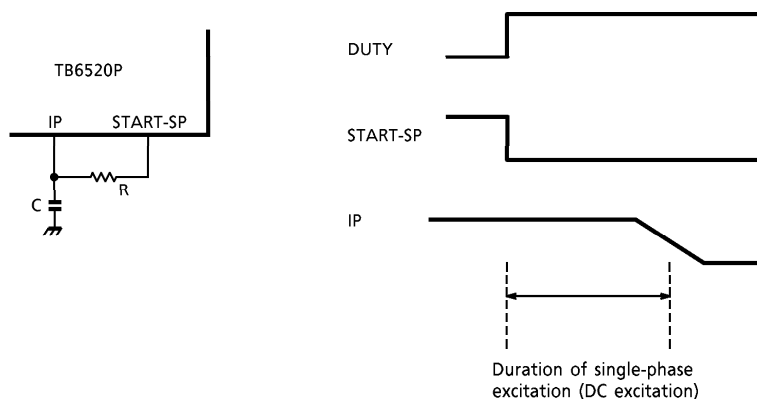 TB6520P
IP START-SP
R
C
DUTY
START-SP
IP
Duration of single-phase
excitation (DC excitation)